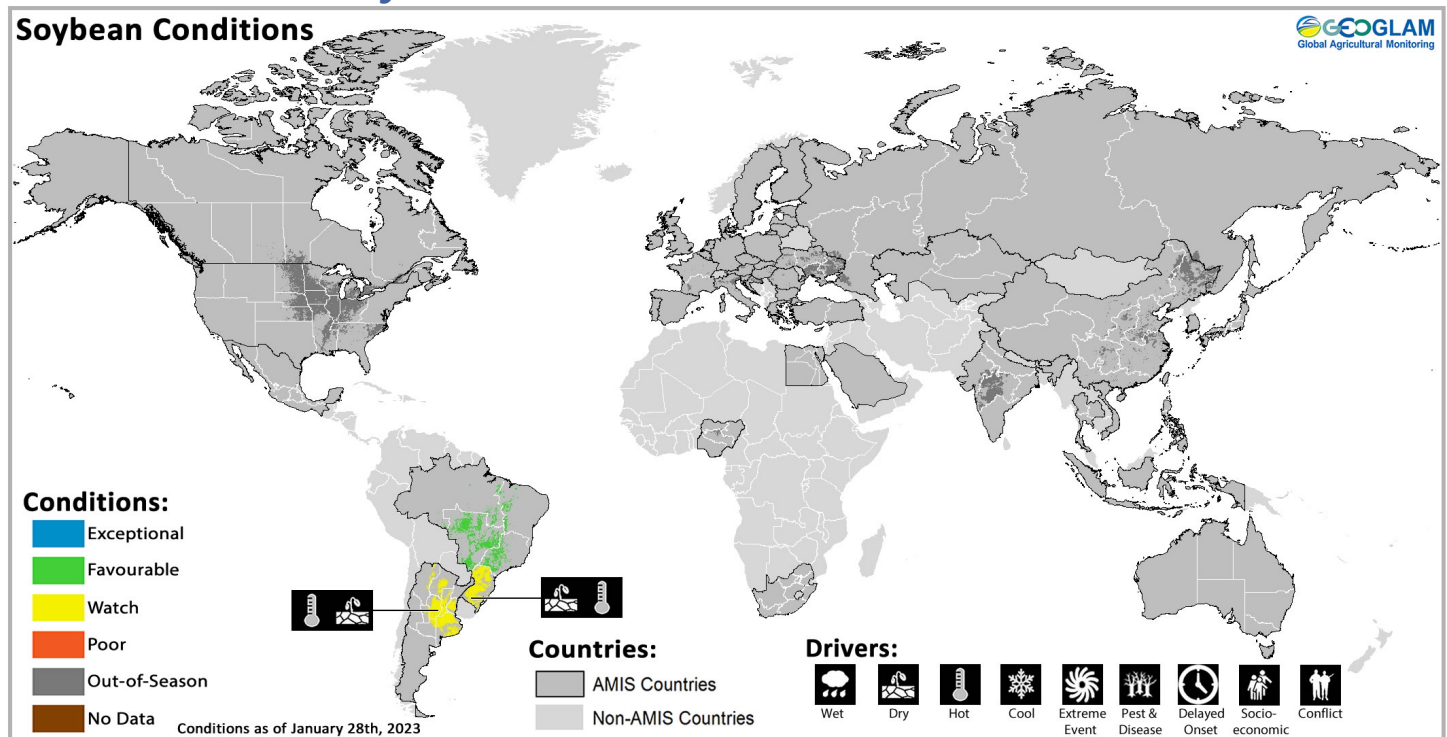 Soybean Conditions
GEOGLAM
Global Agricultural Monitoring
Conditions:
Exceptional
Favourable
Watch
Poor
Out-of-Season
No Data
Conditions as of January 28th, 2023
Countries:
AMIS Countries
Non-AMIS Countries
Drivers:
Wet
Dry
Hot
Cool
Extreme
Event
Pest &
Disease
Delayed
Onset
Socio-
economic
Conflict